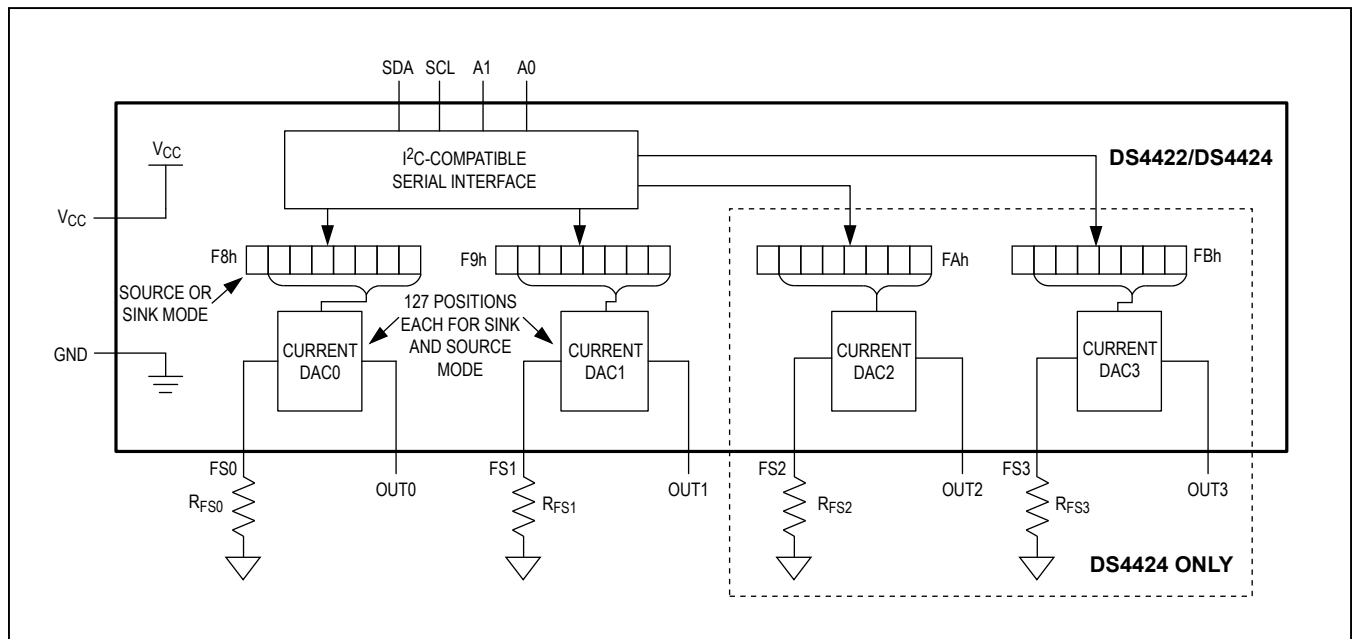 SDA SCL A1 A0
I²C-COMPATIBLE
SERIAL INTERFACE
DS4422/DS4424
VCC
VCC
F8h
F9h
FAh
FBh
SOURCE OR
SINK MODE
127 POSITIONS
EACH FOR SINK
AND SOURCE
MODE
GND
CURRENT
DAC0
CURRENT
DAC1
CURRENT
DAC2
CURRENT
DAC3
FS0
OUT0
FS1
OUT1
FS2
OUT2
FS3
OUT3
RFS0
RFS1
RFS2
RFS3
DS4424 ONLY